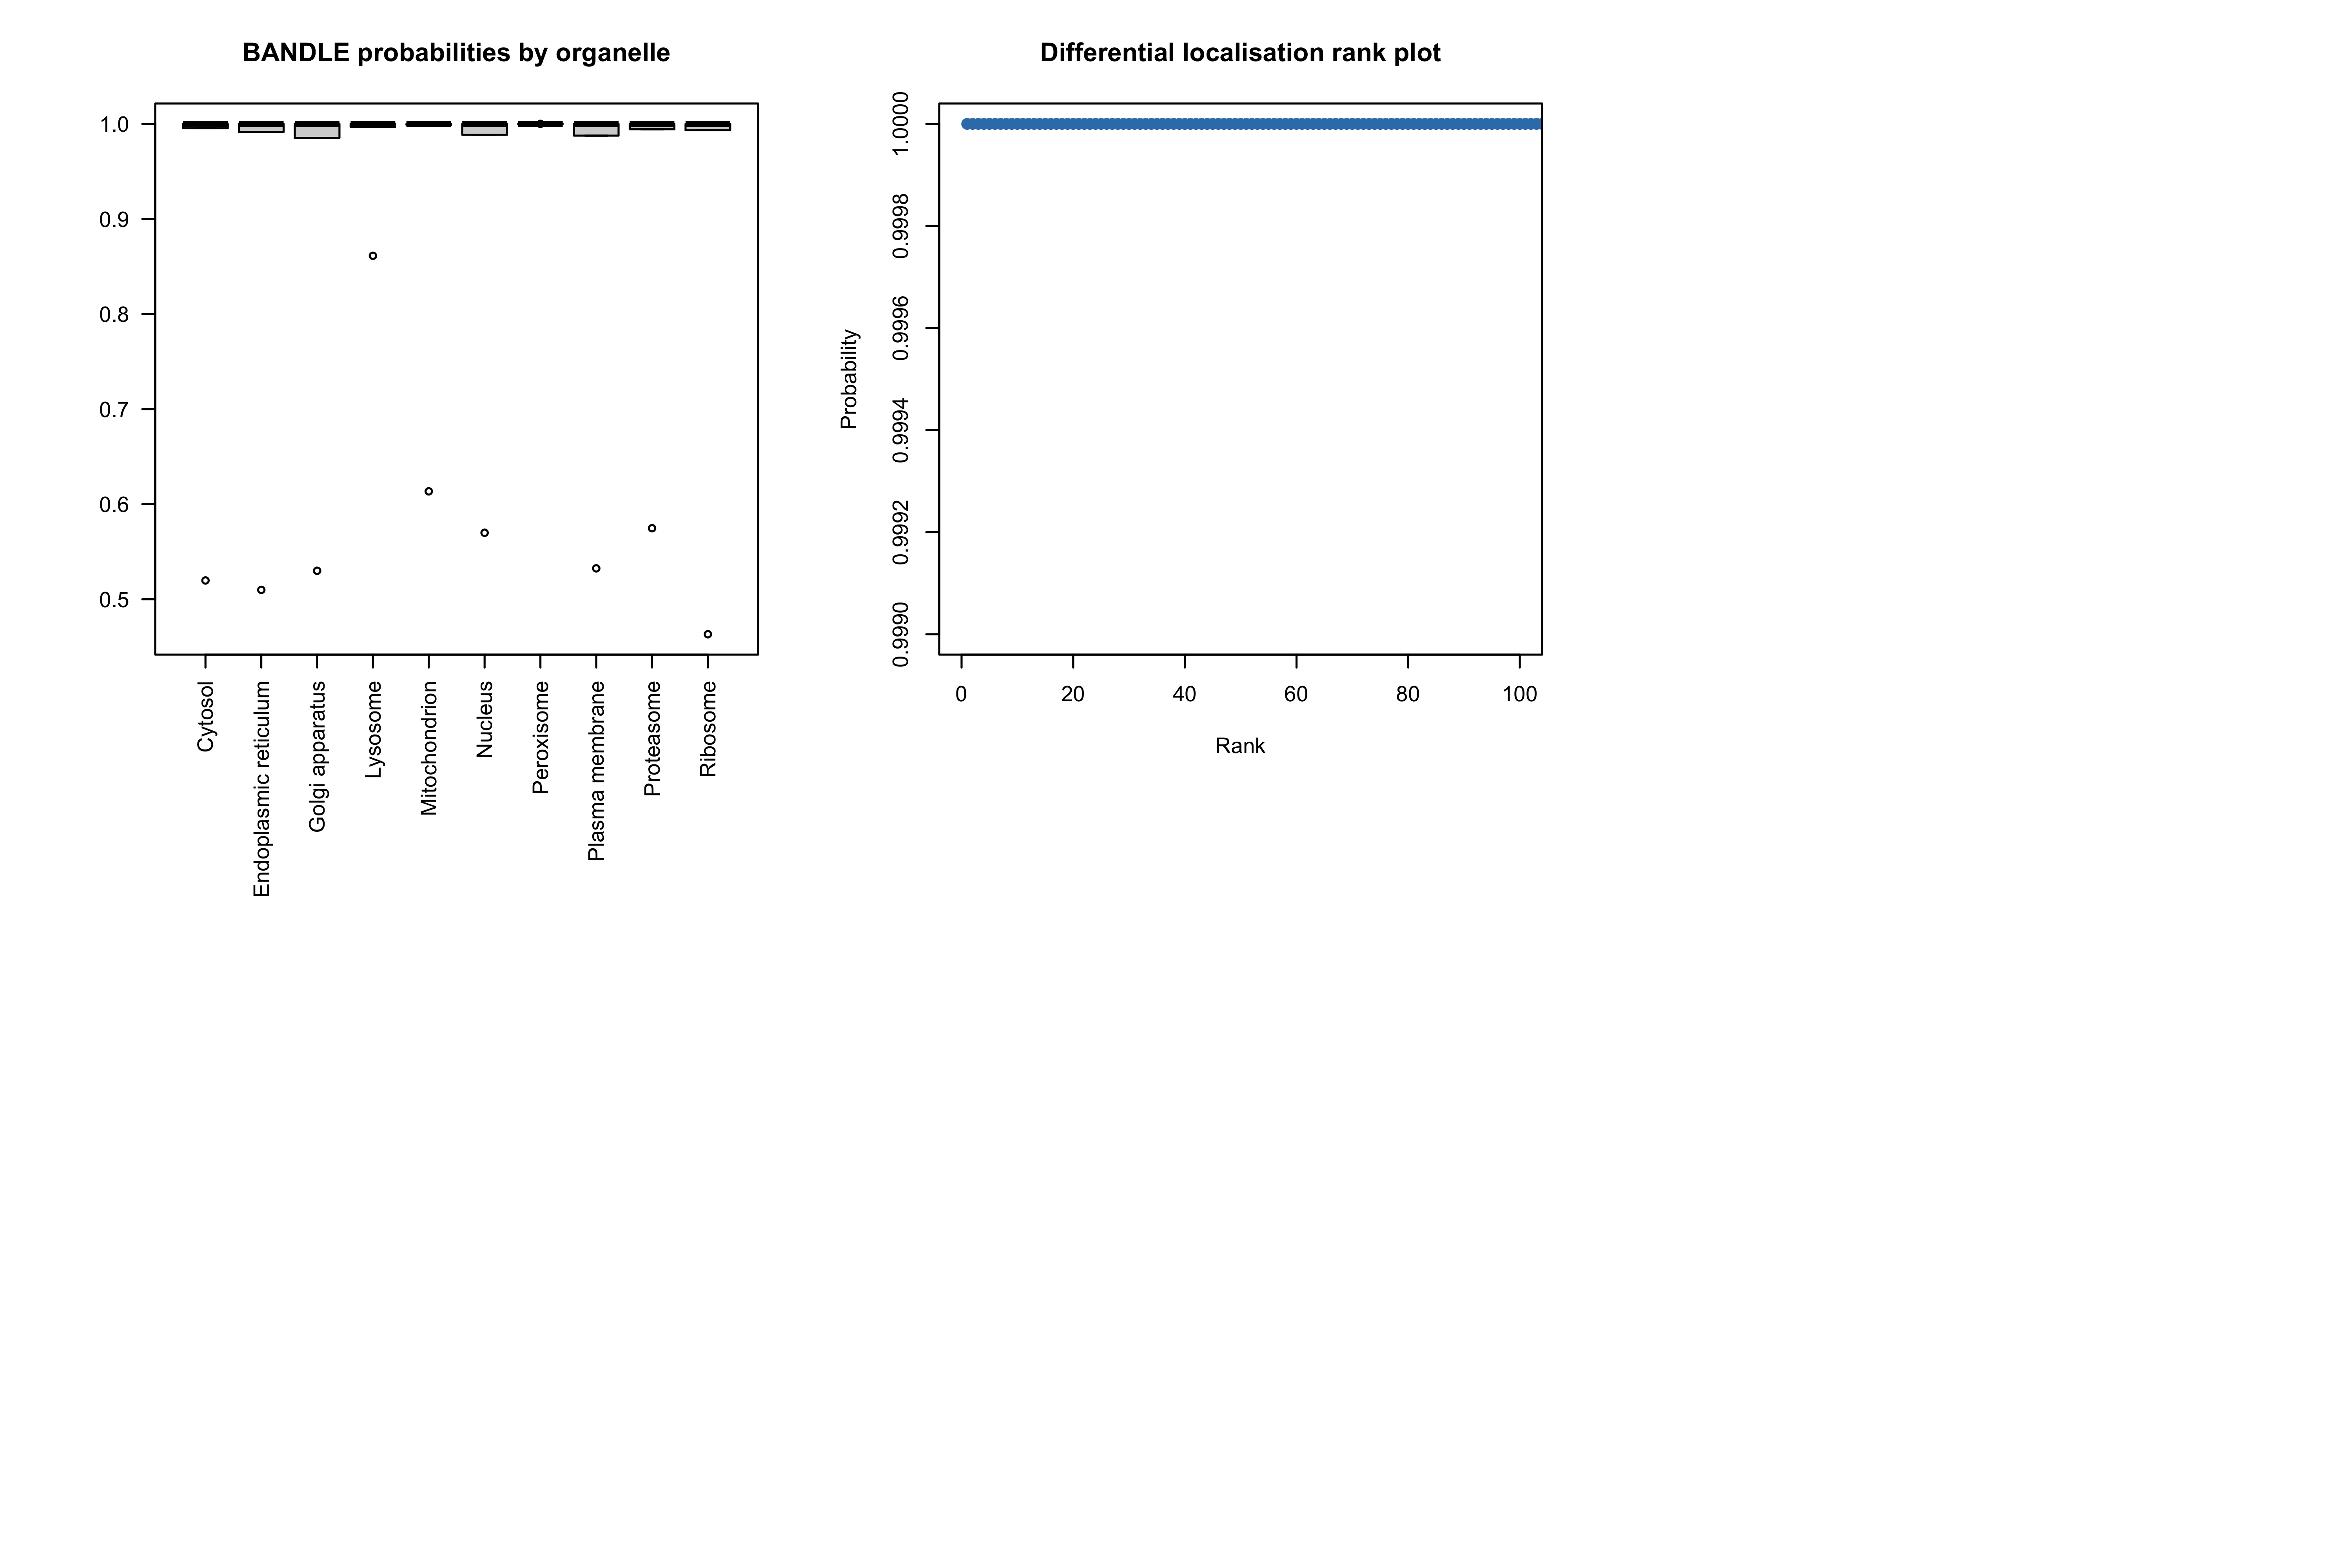 BANDLE probabilities by organelle
1.0
0.9
0.8
0.7
0.6
0.5
Cytosol
Endoplasmic reticulum
Golgi apparatus
Lysosome
Mitochondrion
Nucleus
Peroxisome
Plasma membrane
Proteasome
Ribosome
Differential localisation rank plot
Probability
1.0000
0.9998
0.9996
0.9994
0.9992
0.9990
0
20
40
60
80
100
Rank